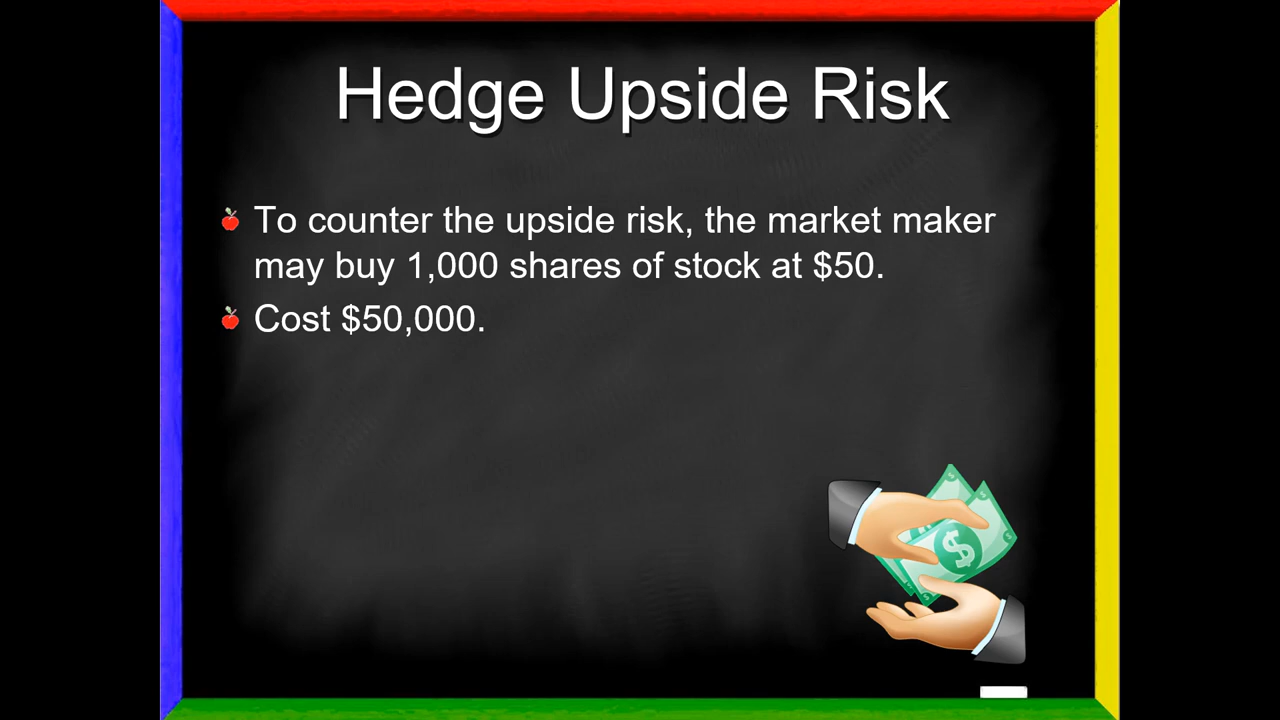 Hedge Upside Risk
To counter the upside risk, the market maker
may buy 1,000 shares of stock at $50.
Cost $50,000.
$